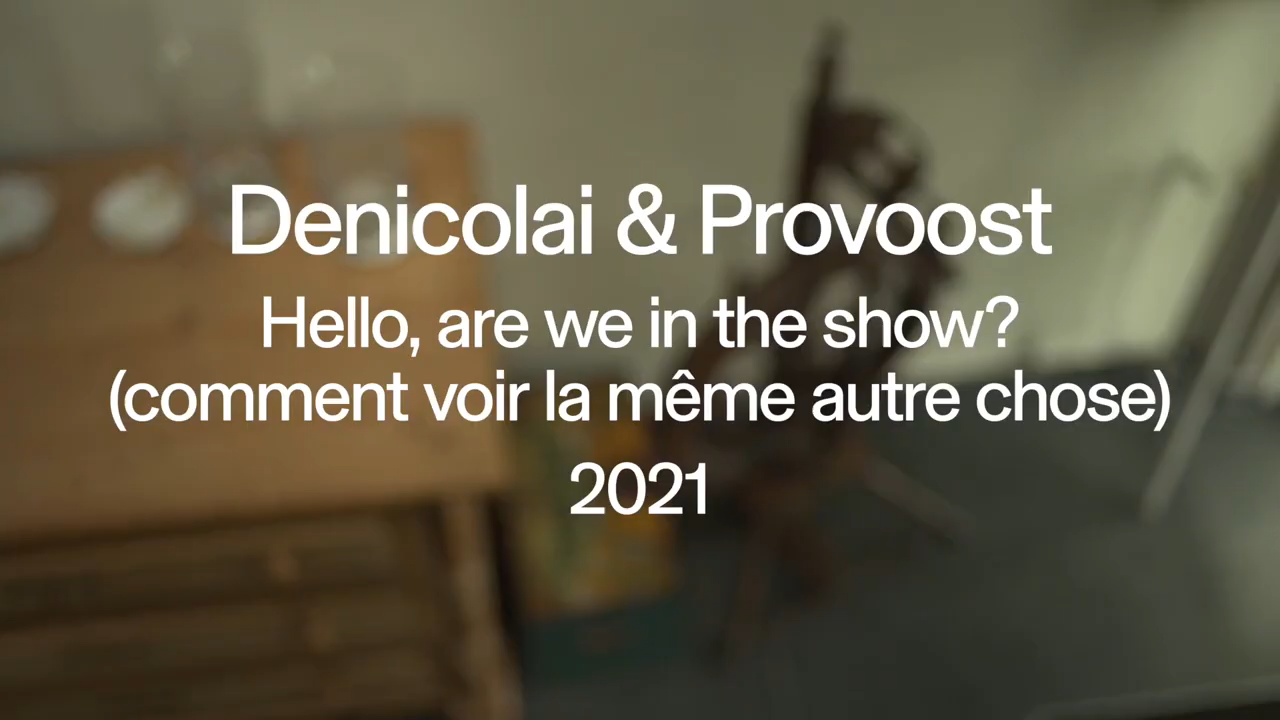 Denicolai & Provoost
Hello, are we in the show?
(comment voir la même autre chose)
2021